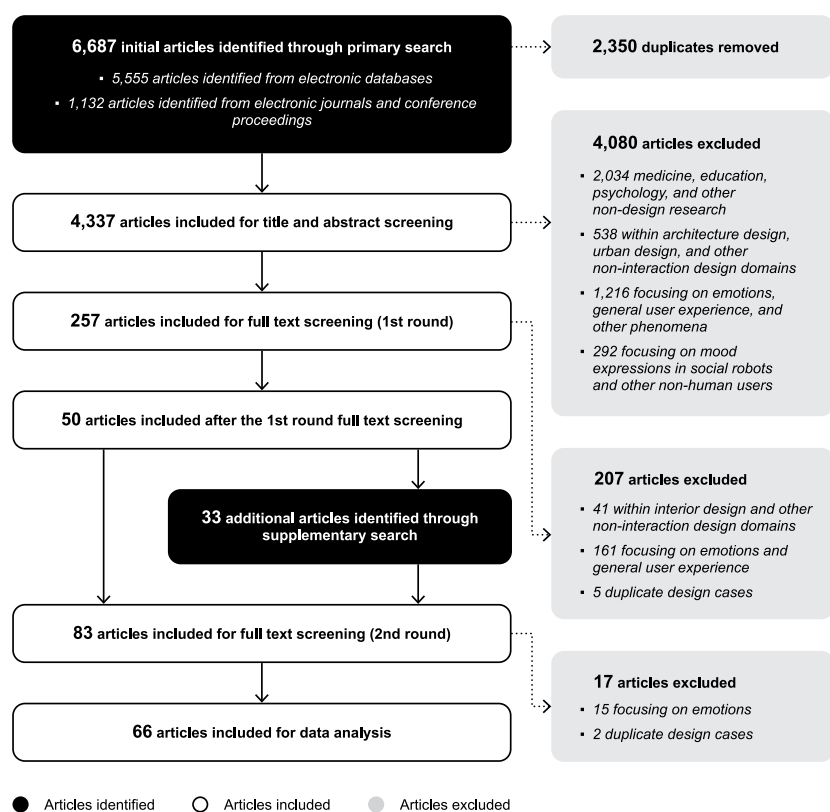 6,687 initial articles identified through primary search
▪ 5,555 articles identified from electronic databases
▪ 1,132 articles identified from electronic journals and conference
proceedings
2,350 duplicates removed
4,337 articles included for title and abstract screening
4,080 articles excluded
▪ 2,034 medicine, education,
psychology, and other
non-design research
▪ 538 within architecture design,
urban design, and other
non-interaction design domains
▪ 1,216 focusing on emotions,
general user experience, and
other phenomena
▪ 292 focusing on mood
expressions in social robots
and other non-human users
257 articles included for full text screening (1st round)
50 articles included after the 1st round full text screening
207 articles excluded
▪ 41 within interior design and other
non-interaction design domains
▪ 161 focusing on emotions and
general user experience
▪ 5 duplicate design cases
33 additional articles identified through
supplementary search
83 articles included for full text screening (2nd round)
17 articles excluded
▪ 15 focusing on emotions
▪ 2 duplicate design cases
66 articles included for data analysis
Articles identified
Articles included
Articles excluded